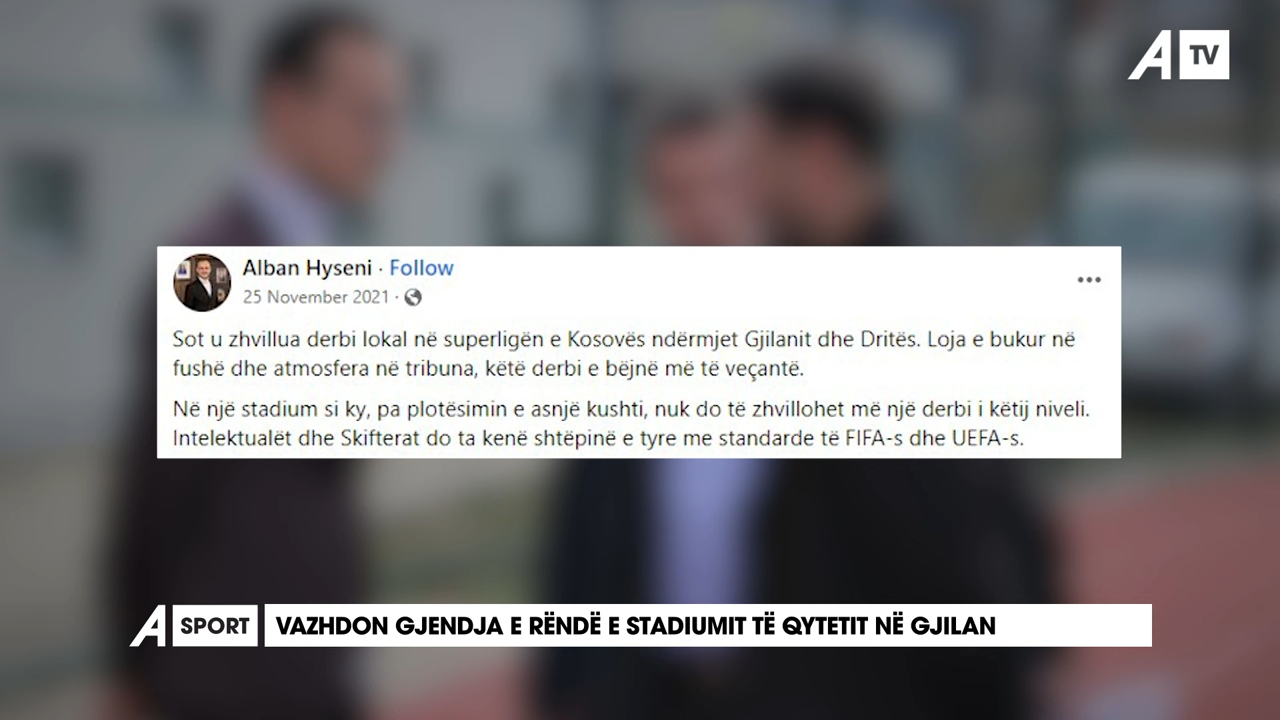 A TV
Alban Hyseni · Follow
25 November 2021 ·
Sot u zhvillua derbi lokal në superligën e Kosovës ndërmjet Gjilanit dhe Dritës. Loja e bukur në
fushë dhe atmosfera në tribuna, këtë derbi e bëjnë më të veçantë.
Në një stadium si ky, pa plotësimin e asnjë kushti, nuk do të zhvillohet më një derbi i këtij niveli.
Intelektualët dhe Skifterat do ta kenë shtëpinë e tyre me standarde të FIFA-s dhe UEFA-s.
A SPORT VAZHDON GJENDJA E RËNDË E STADIUMIT TË QYTETIT NË GJILAN